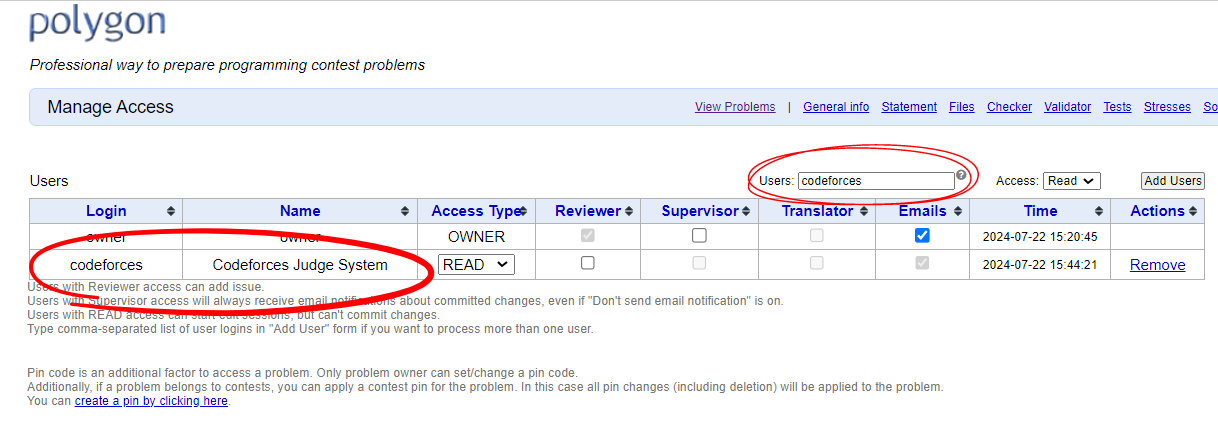 polygon
Professional way to prepare programming contest problems
Manage Access
View Problems | General info Statement Files Checker Validator Tests Stresses So
Users Users: codeforces ? Access: Read Add Users
Login Name Access Type Reviewer Supervisor Translator Emails Time Actions
owner owner OWNER 2024-07-22 15:20:45
codeforces Codeforces Judge System READ 2024-07-22 15:44:21 Remove
Users with Reviewer access can add issue.
Users with Supervisor access will always receive email notifications about committed changes, even if "Don't send email notification" is on.
Users with READ access can start edit sessions, but can't commit changes.
Type comma-separated list of user logins in "Add User" form if you want to process more than one user.
Pin code is an additional factor to access a problem. Only problem owner can set/change a pin code.
Additionally, if a problem belongs to contests, you can apply a contest pin for the problem. In this case all pin changes (including deletion) will be applied to the problem.
You can create a pin by clicking here.